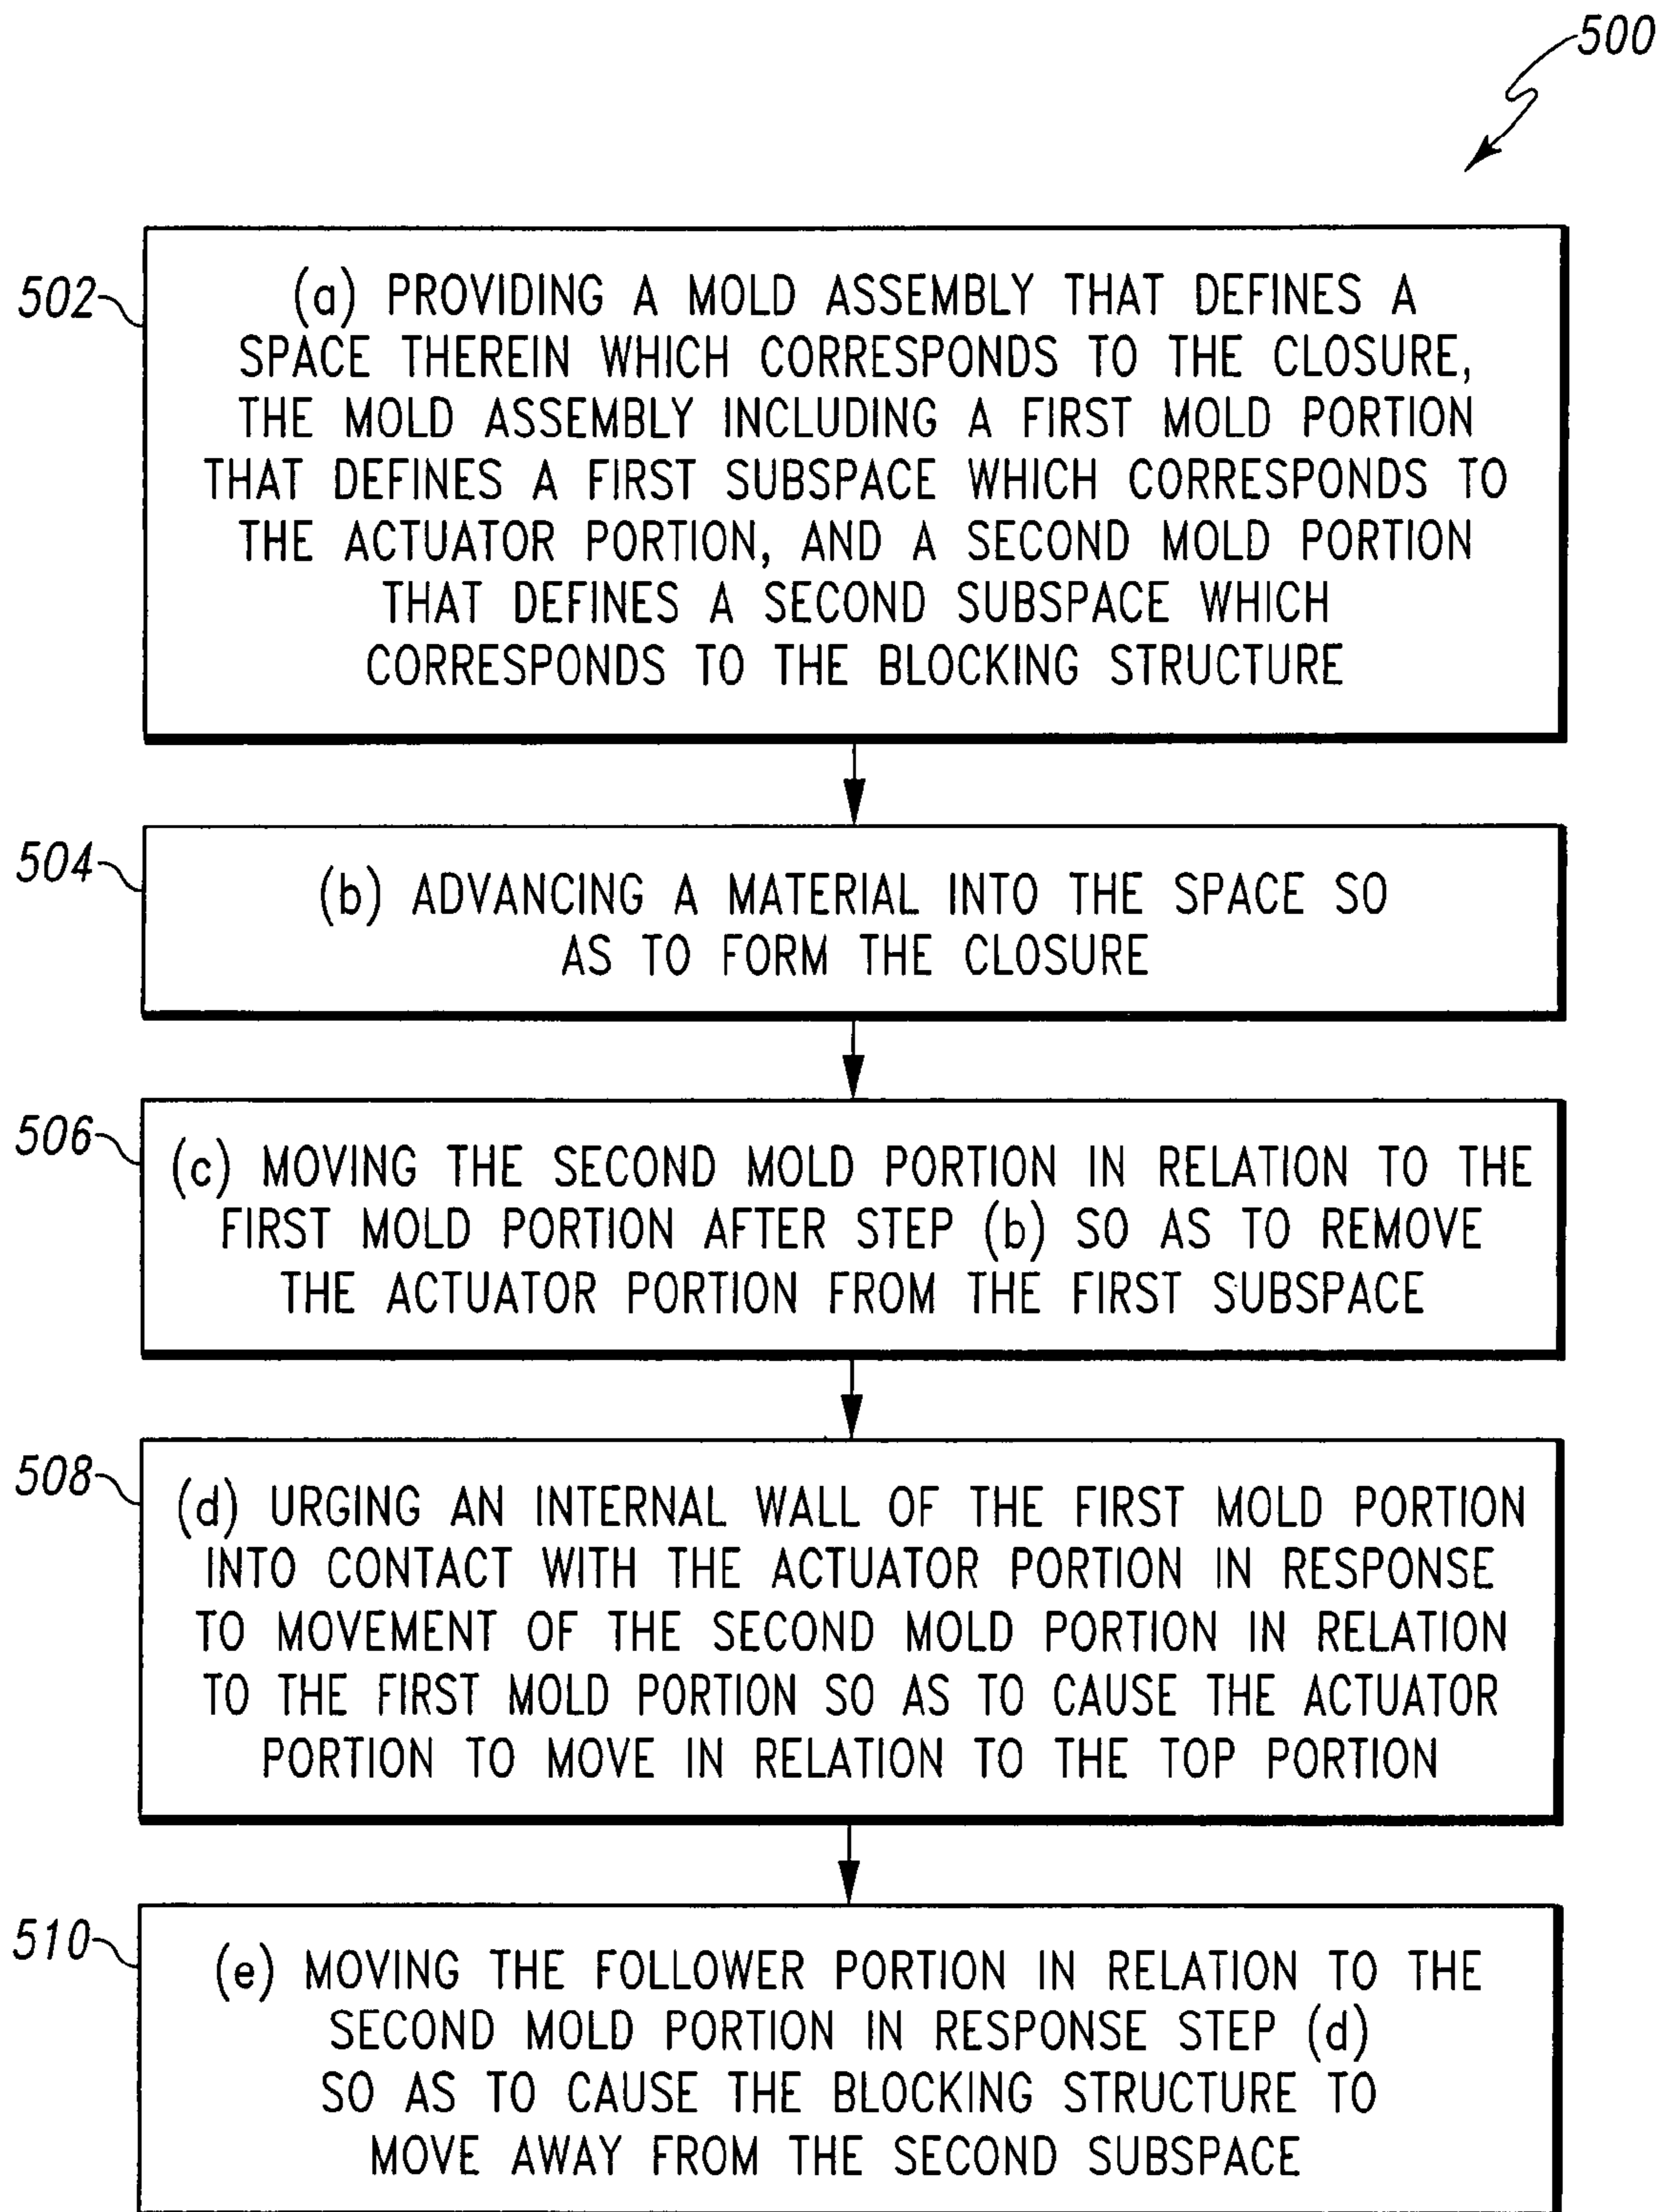 500
502
(a) PROVIDING A MOLD ASSEMBLY THAT DEFINES A
SPACE THEREIN WHICH CORRESPONDS TO THE CLOSURE,
THE MOLD ASSEMBLY INCLUDING A FIRST MOLD PORTION
THAT DEFINES A FIRST SUBSPACE WHICH CORRESPONDS TO
THE ACTUATOR PORTION, AND A SECOND MOLD PORTION
THAT DEFINES A SECOND SUBSPACE WHICH
CORRESPONDS TO THE BLOCKING STRUCTURE
504
(b) ADVANCING A MATERIAL INTO THE SPACE SO
AS TO FORM THE CLOSURE
506
(c) MOVING THE SECOND MOLD PORTION IN RELATION TO THE
FIRST MOLD PORTION AFTER STEP (b) SO AS TO REMOVE
THE ACTUATOR PORTION FROM THE FIRST SUBSPACE
508
(d) URGING AN INTERNAL WALL OF THE FIRST MOLD PORTION
INTO CONTACT WITH THE ACTUATOR PORTION IN RESPONSE
TO MOVEMENT OF THE SECOND MOLD PORTION IN RELATION
TO THE FIRST MOLD PORTION SO AS TO CAUSE THE ACTUATOR
PORTION TO MOVE IN RELATION TO THE TOP PORTION
510
(e) MOVING THE FOLLOWER PORTION IN RELATION TO THE
SECOND MOLD PORTION IN RESPONSE STEP (d)
SO AS TO CAUSE THE BLOCKING STRUCTURE TO
MOVE AWAY FROM THE SECOND SUBSPACE